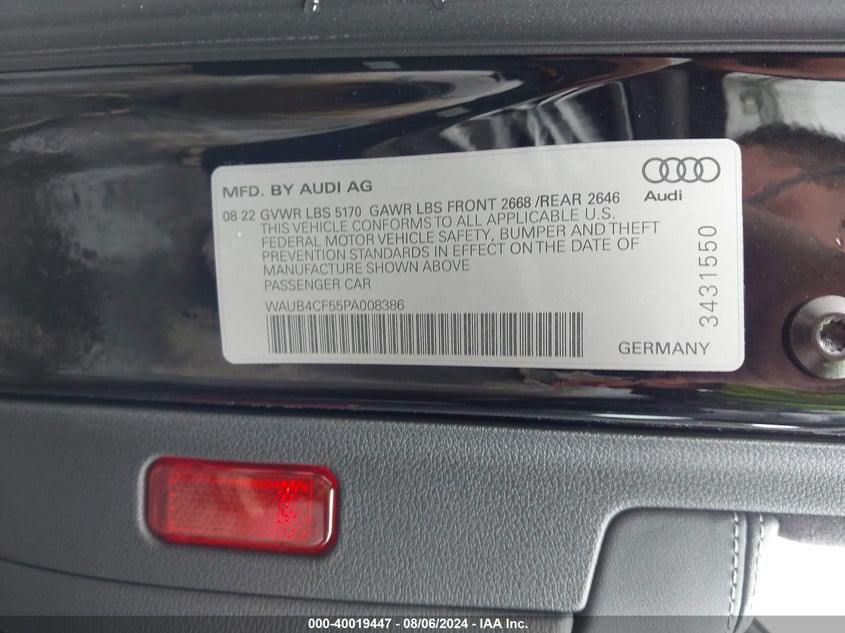 MFD. BY AUDI AG
Audi
08 22 GVWR LBS 5170 GAWR LBS FRONT 2668 /REAR 2646
THIS VEHICLE CONFORMS TO ALL APPLICABLE U.S.
FEDERAL MOTOR VEHICLE SAFETY, BUMPER AND THEFT
PREVENTION STANDARDS IN EFFECT ON THE DATE OF
MANUFACTURE SHOWN ABOVE
PASSENGER CAR
WAUB4CF55PA008386
3431550
GERMANY
000-40019447 - 08/06/2024 - IAA Inc.